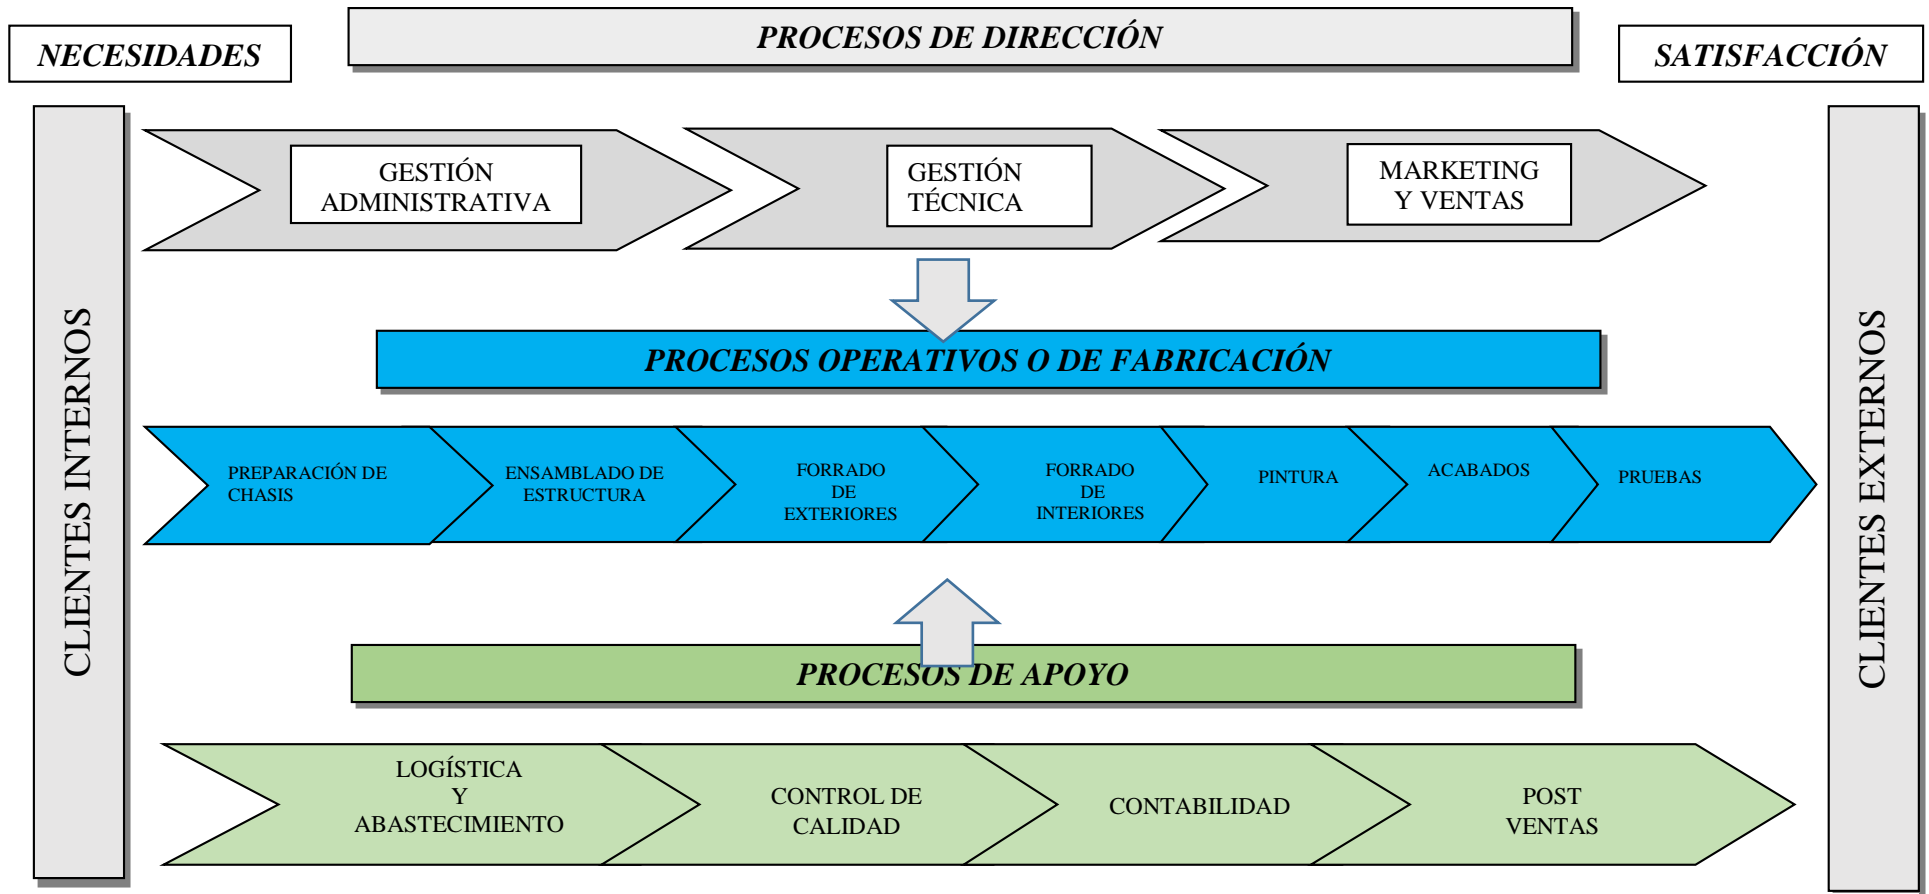 NECESIDADES
PROCESOS DE DIRECCIÓN
SATISFACCIÓN
CLIENTES INTERNOS
GESTIÓN
ADMINISTRATIVA
GESTIÓN
TÉCNICA
MARKETING
Y VENTAS
CLIENTES EXTERNOS
PROCESOS OPERATIVOS O DE FABRICACIÓN
PREPARACIÓN DE
CHASIS
ENSAMBLADO DE
ESTRUCTURA
FORRADO
DE
EXTERIORES
FORRADO
DE
INTERIORES
PINTURA
ACABADOS
PRUEBAS
PROCESOS DE APOYO
LOGÍSTICA
Y
ABASTECIMIENTO
CONTROL DE
CALIDAD
CONTABILIDAD
POST
VENTAS